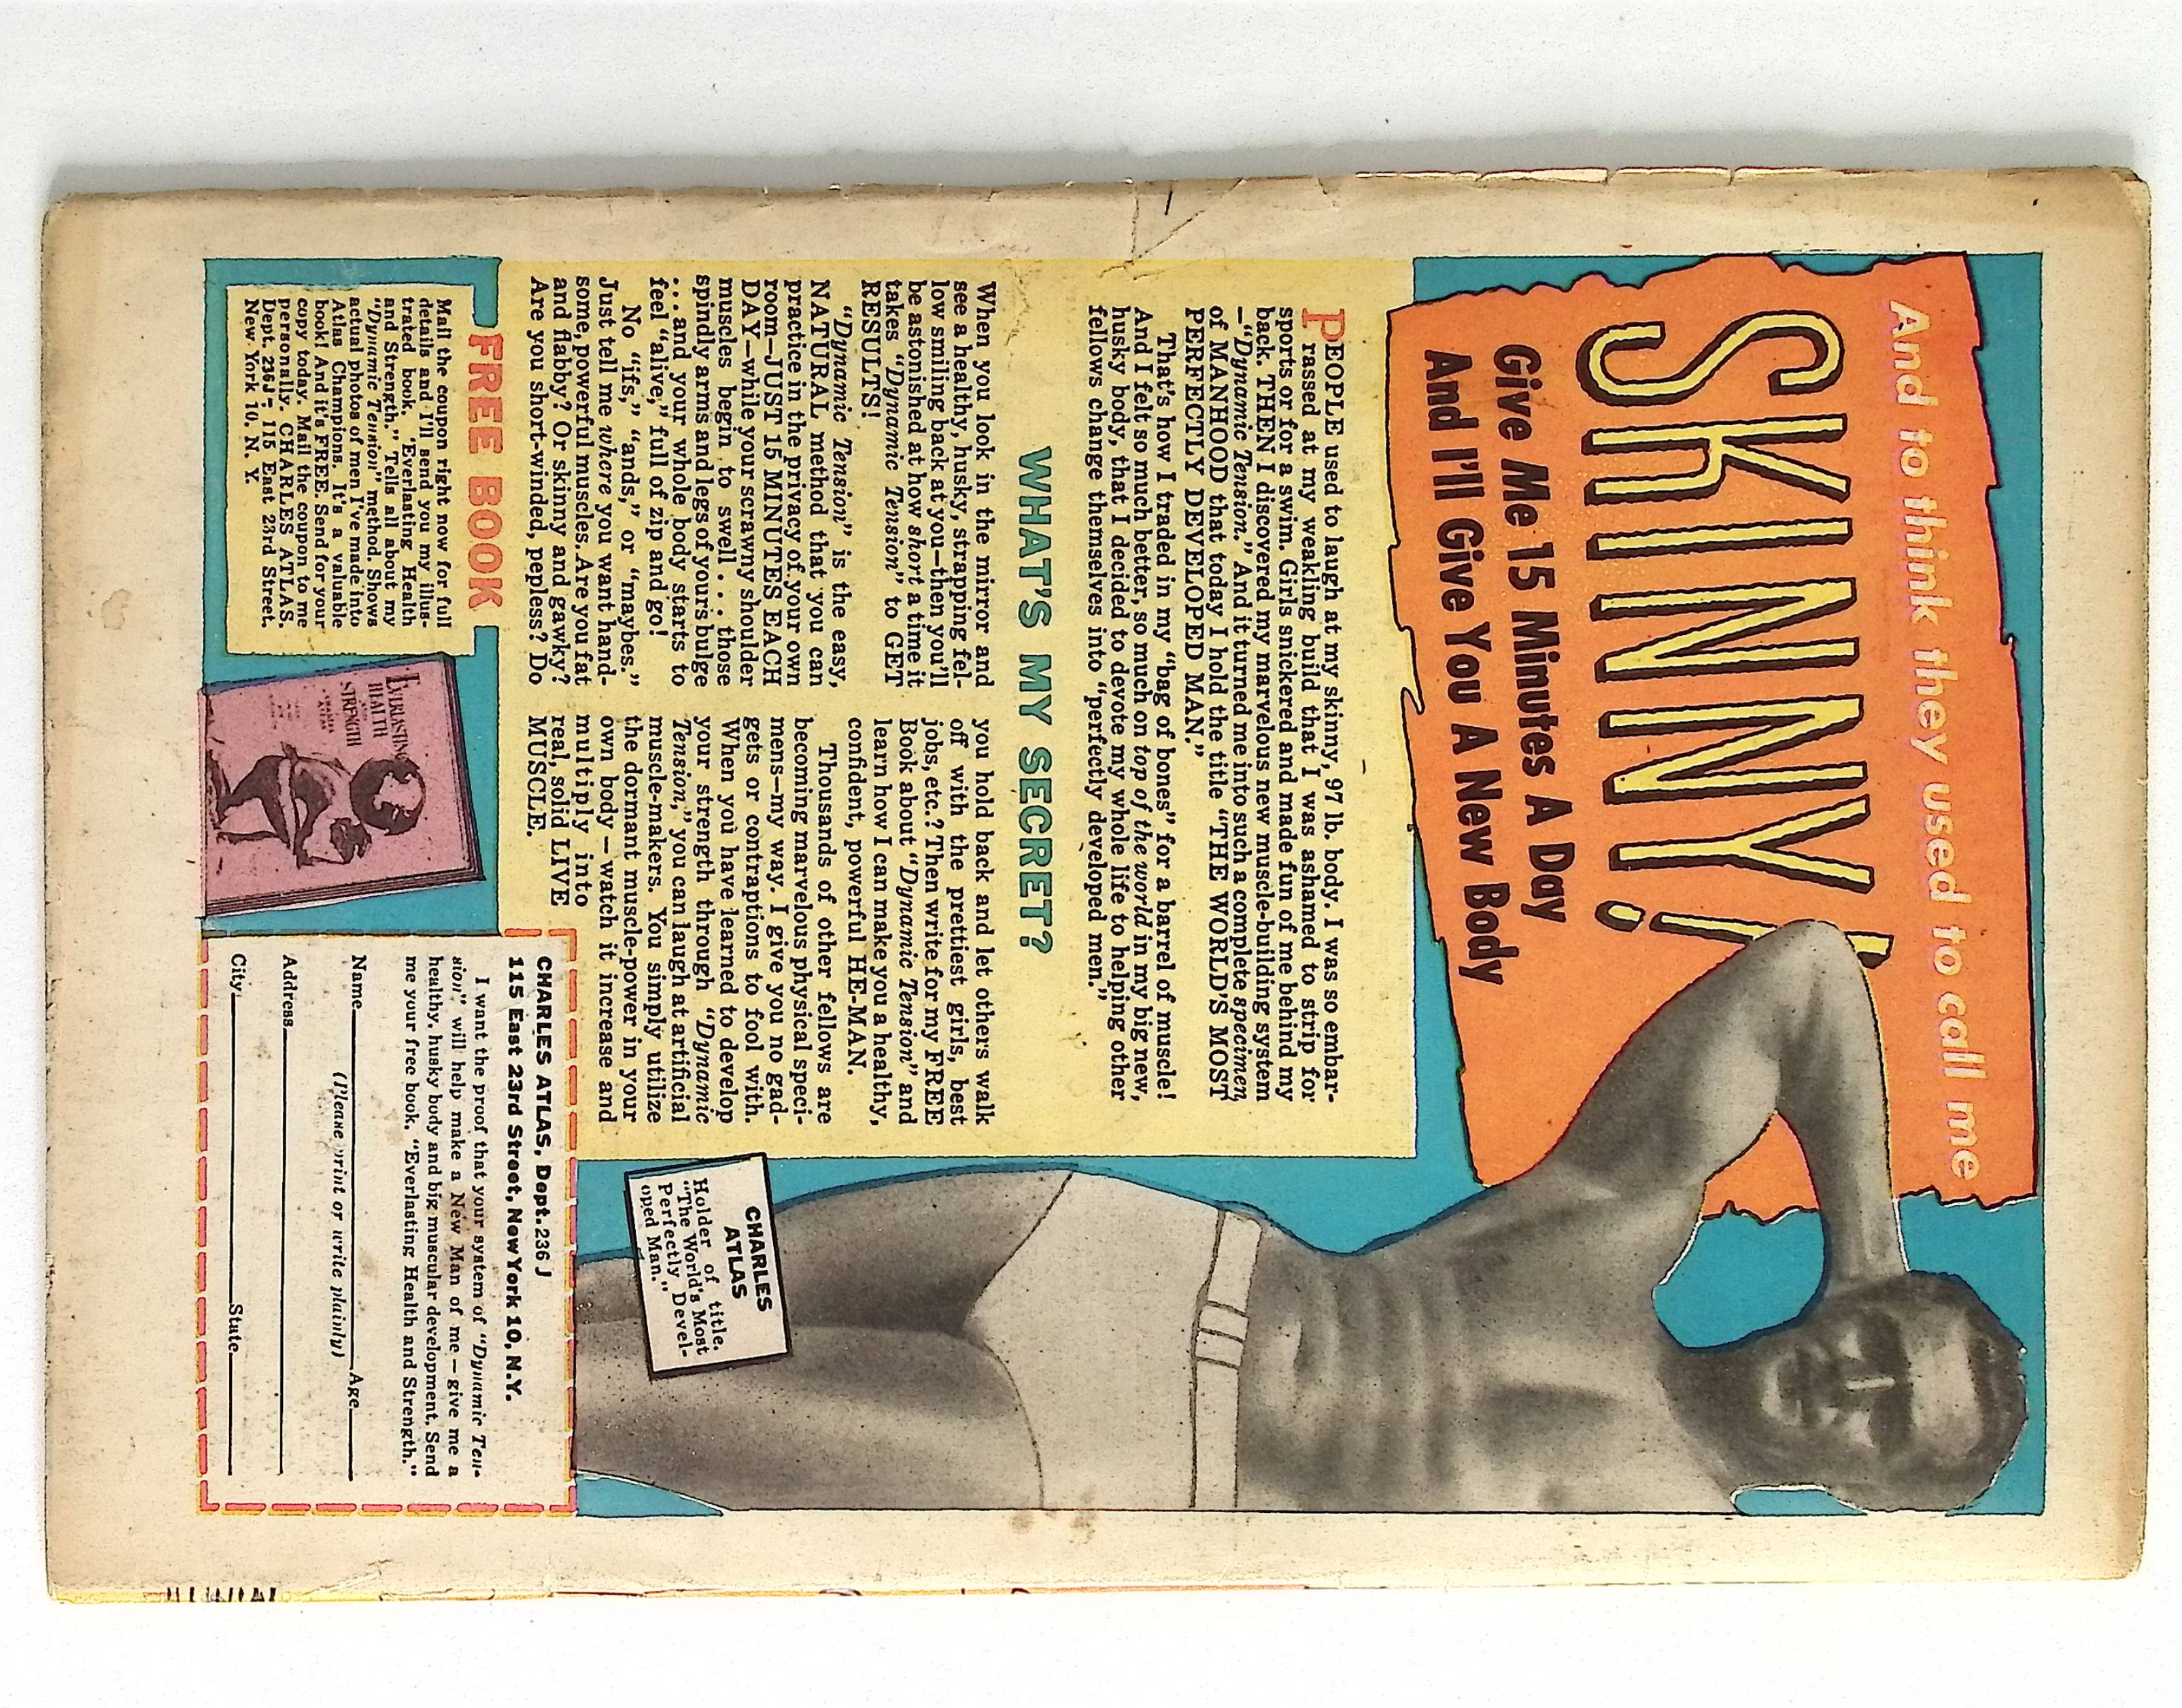 And to think they used to call me
SKINNY!
Give Me 15 Minutes A Day
And I'll Give You A New Body
PEOPLE used to laugh at my skinny, 97 lb. body. I was so embar-
rassed at my weakling build that I was ashamed to strip for
sports or for a swim. Girls snickered and made fun of me behind my
back. THEN I discovered my marvelous new muscle-building system
—"Dynamic Tension." And it turned me into such a complete specimen
of MANHOOD that today I hold the title "THE WORLD'S MOST
PERFECTLY DEVELOPED MAN."
That's how I traded in my "bag of bones" for a barrel of muscle!
And I felt so much better, so much on top of the world in my big new,
husky body, that I decided to devote my whole life to helping other
fellows change themselves into "perfectly developed men."
WHAT'S MY SECRET?
When you look in the mirror and
see a healthy, husky, strapping fel-
low smiling back at you—then you'll
be astonished at how short a time it
takes "Dynamic Tension" to GET
RESULTS!
"Dynamic Tension" is the easy,
NATURAL method that you can
practice in the privacy of your own
room—JUST 15 MINUTES EACH
DAY—while your scrawny shoulder
muscles begin to swell . . . those
spindly arms and legs of yours bulge
. . . and your whole body starts to
feel "alive," full of zip and go!
No "ifs," "ands," or "maybes."
Just tell me where you want hand-
some, powerful muscles. Are you fat
and flabby? Or skinny and gawky?
Are you short-winded, pepless? Do
you hold back and let others walk
off with the prettiest girls, best
jobs, etc.? Then write for my FREE
Book about "Dynamic Tension" and
learn how I can make you a healthy,
confident, powerful HE-MAN.
Thousands of other fellows are
becoming marvelous physical speci-
mens—my way. I give you no gad-
gets or contraptions to fool with.
When you have learned to develop
your strength through "Dynamic
Tension," you can laugh at artificial
muscle-makers. You simply utilize
the dormant muscle-power in your
own body—watch it increase and
multiply into
real, solid LIVE
MUSCLE.
CHARLES
ATLAS
Holder of title.
"The World's Most
Perfectly Devel-
oped Man."
FREE BOOK
Mail the coupon right now for full
details and I'll send you my illus-
trated book, "Everlasting Health
and Strength." Tells all about my
"Dynamic Tension" method. Shows
actual photos of men I've made into
Atlas Champions. It's a valuable
book! And it's FREE. Send for your
copy today. Mail the coupon to me
personally. CHARLES ATLAS,
Dept. 236J, 115 East 23rd Street,
New York 10, N. Y.
EVERLASTING
HEALTH
AND
STRENGTH
CHARLES ATLAS, Dept. 236J
115 East 23rd Street, New York 10, N.Y.
I want the proof that your system of "Dynamic Ten-
sion" will help make a New Man of me—give me a
healthy, husky body and big muscular development. Send
me your free book, "Everlasting Health and Strength."
Name Age
(Please print or write plainly)
Address
City State